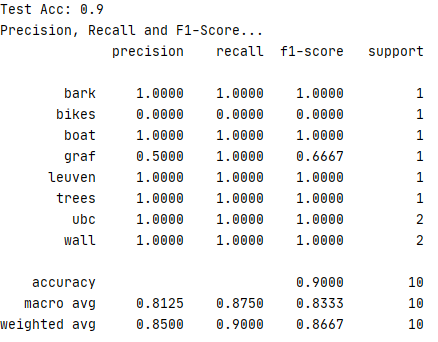 Test Acc: 0.9
Precision, Recall and F1-Score...
precision recall f1-score support
bark 1.0000 1.0000 1.0000 1
bikes 0.0000 0.0000 0.0000 1
boat 1.0000 1.0000 1.0000 1
graf 0.5000 1.0000 0.6667 1
leuven 1.0000 1.0000 1.0000 1
trees 1.0000 1.0000 1.0000 1
ubc 1.0000 1.0000 1.0000 2
wall 1.0000 1.0000 1.0000 2
accuracy 0.9000 10
macro avg 0.8125 0.8750 0.8333 10
weighted avg 0.8500 0.9000 0.8667 10